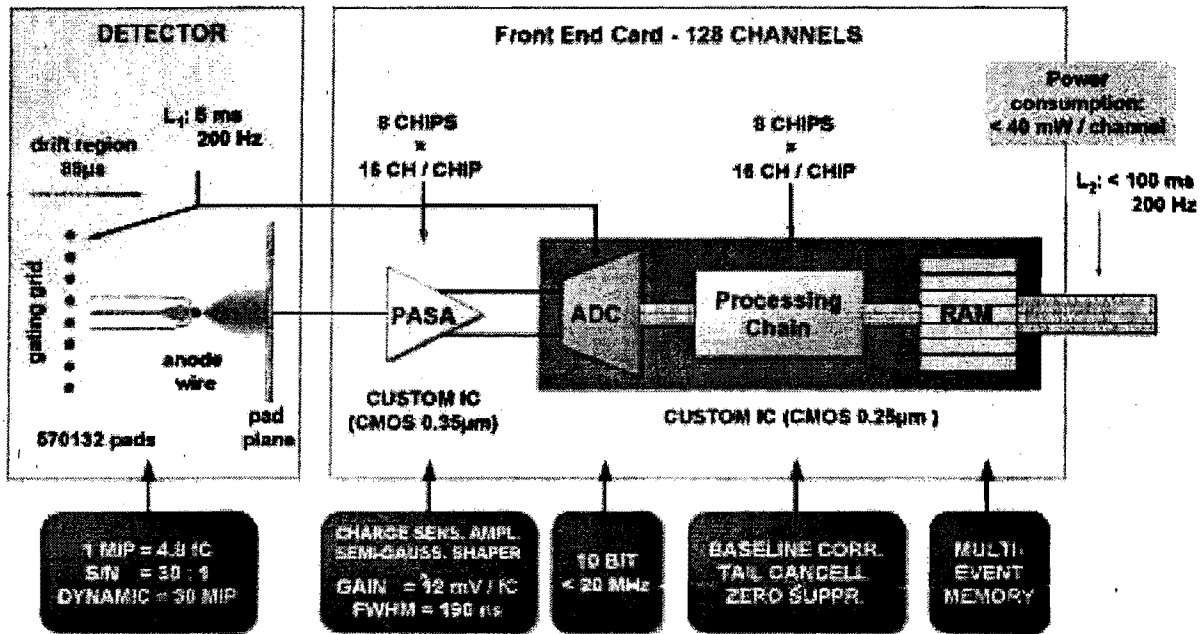 DETECTOR
L1: 5 ms
200 Hz
drift region
88µs
gating grid
anode
wire
pad
plane
570132 pads
Front End Card - 128 CHANNELS
8 CHIPS
×
16 CH / CHIP
8 CHIPS
×
16 CH / CHIP
Power
consumption:
< 40 mW / channel
L2: < 100 ms
200 Hz
PASA
ADC
Processing
Chain
RAM
CUSTOM IC
(CMOS 0.35µm)
CUSTOM IC (CMOS 0.25µm )
1 MIP = 4.8 fC
S/N = 30 : 1
DYNAMIC = 30 MIP
CHARGE SENS. AMPL.
SEMI-GAUSS. SHAPER
GAIN = 12 mV / fC
FWHM = 190 ns
10 BIT
< 20 MHz
BASELINE CORR.
TAIL CANCELL.
ZERO SUPPR.
MULTI-
EVENT
MEMORY